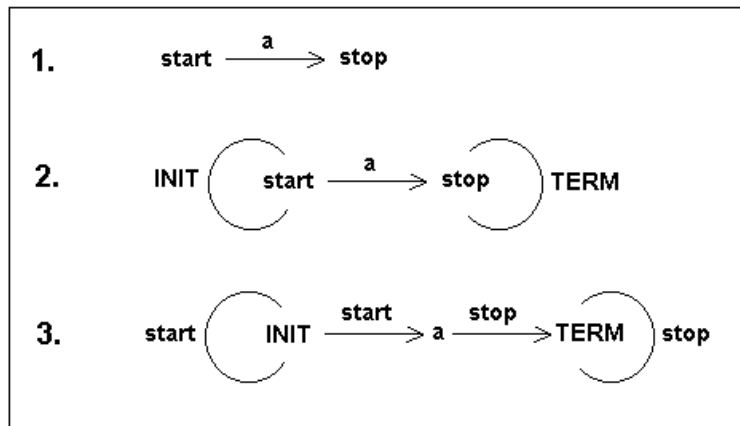 a
1. start stop
2. INIT start a stop TERM
start stop
3. start INIT a TERM stop